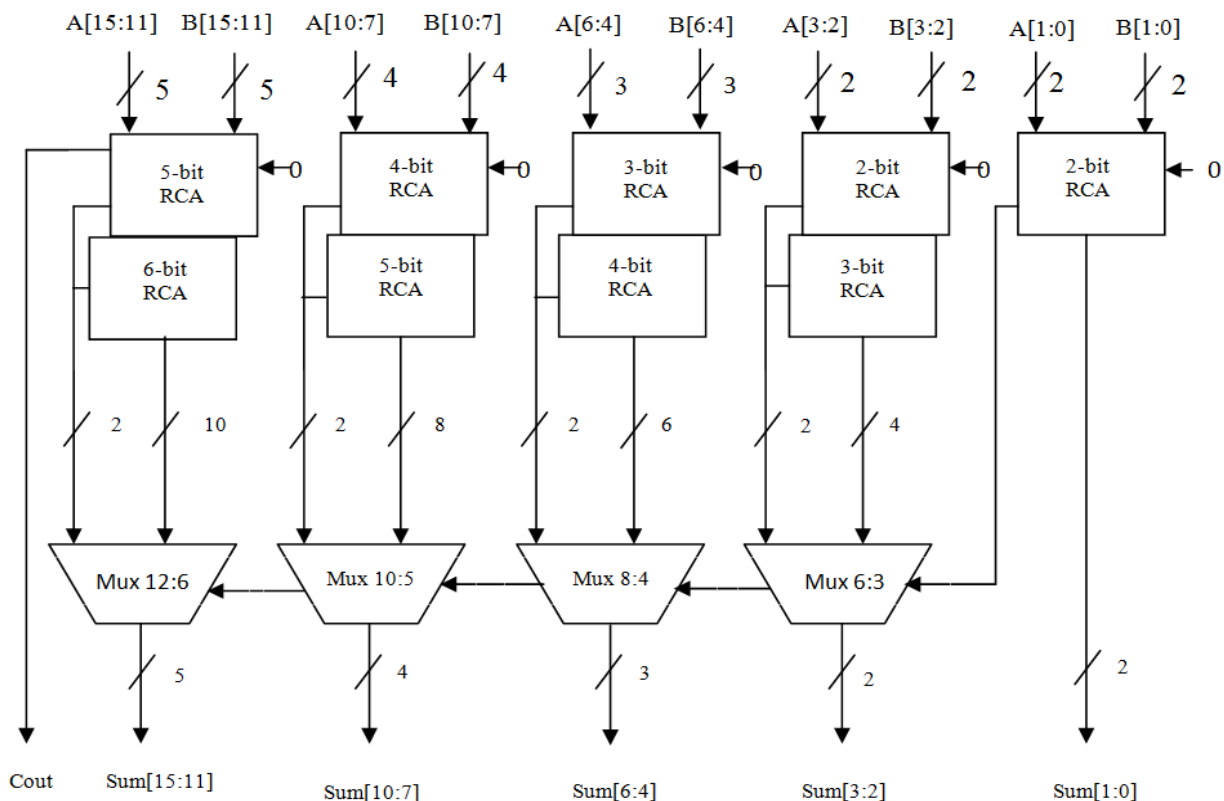 A[15:11] B[15:11] A[10:7] B[10:7] A[6:4] B[6:4] A[3:2] B[3:2] A[1:0] B[1:0]
5 5 4 4 3 3 2 2 2 2
5-bit
RCA
0
4-bit
RCA
0
3-bit
RCA
0
2-bit
RCA
0
2-bit
RCA
0
6-bit
RCA
5-bit
RCA
4-bit
RCA
3-bit
RCA
2 10 2 8 2 6 2 4
Mux 12:6 Mux 10:5 Mux 8:4 Mux 6:3
5 4 3 2 2
Cout Sum[15:11] Sum[10:7] Sum[6:4] Sum[3:2] Sum[1:0]